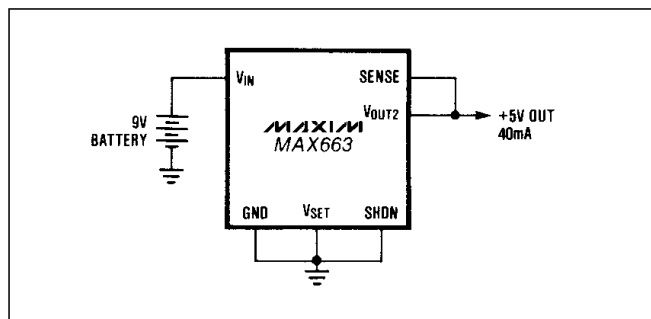 VIN
SENSE
9V
BATTERY
MAXIM
MAX663
VOUT2
+5V OUT
40mA
GND
VSET
SHDN